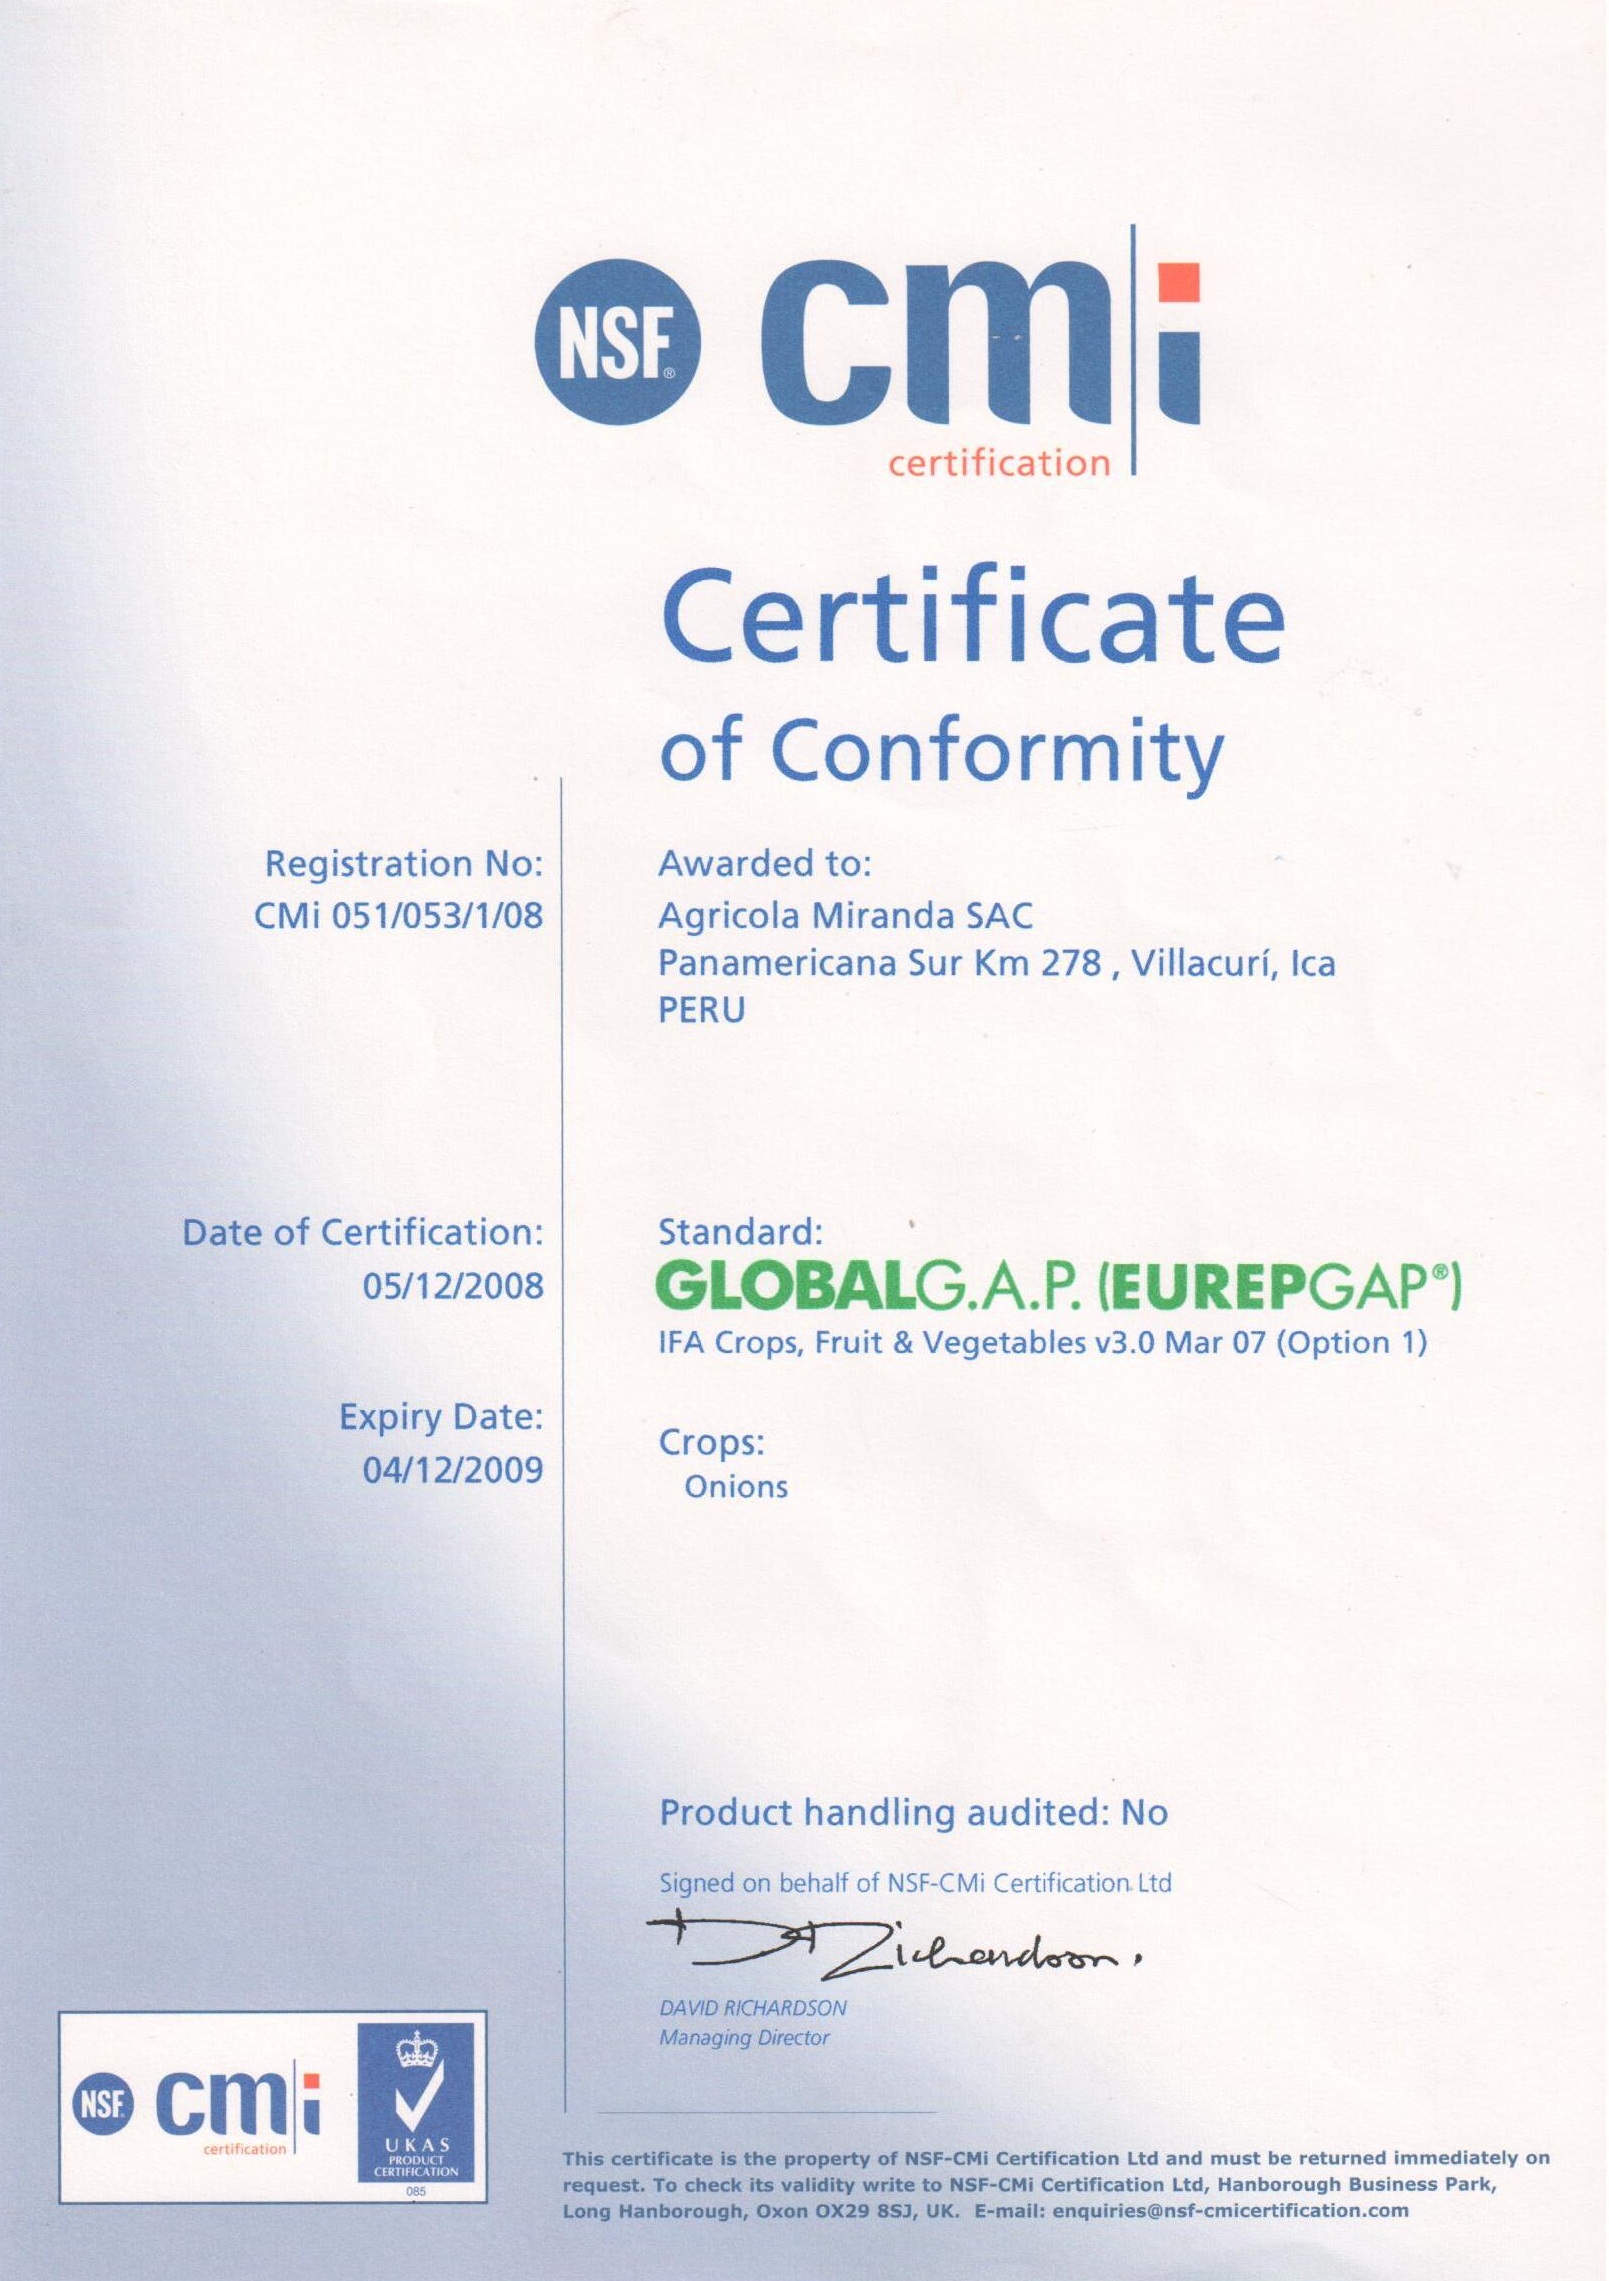 NSF®
cmi
certification
Certificate
of Conformity
Registration No:
CMi 051/053/1/08
Awarded to:
Agricola Miranda SAC
Panamericana Sur Km 278 , Villacurí, Ica
PERU
Date of Certification:
05/12/2008
Standard:
GLOBALG.A.P. (EUREPGAP®)
IFA Crops, Fruit & Vegetables v3.0 Mar 07 (Option 1)
Expiry Date:
04/12/2009
Crops:
Onions
Product handling audited: No
Signed on behalf of NSF-CMi Certification Ltd
D Richardson.
DAVID RICHARDSON
Managing Director
NSF
cmi
certification
UKAS
PRODUCT
CERTIFICATION
085
This certificate is the property of NSF-CMi Certification Ltd and must be returned immediately on
request. To check its validity write to NSF-CMi Certification Ltd, Hanborough Business Park,
Long Hanborough, Oxon OX29 8SJ, UK. E-mail: enquiries@nsf-cmicertification.com